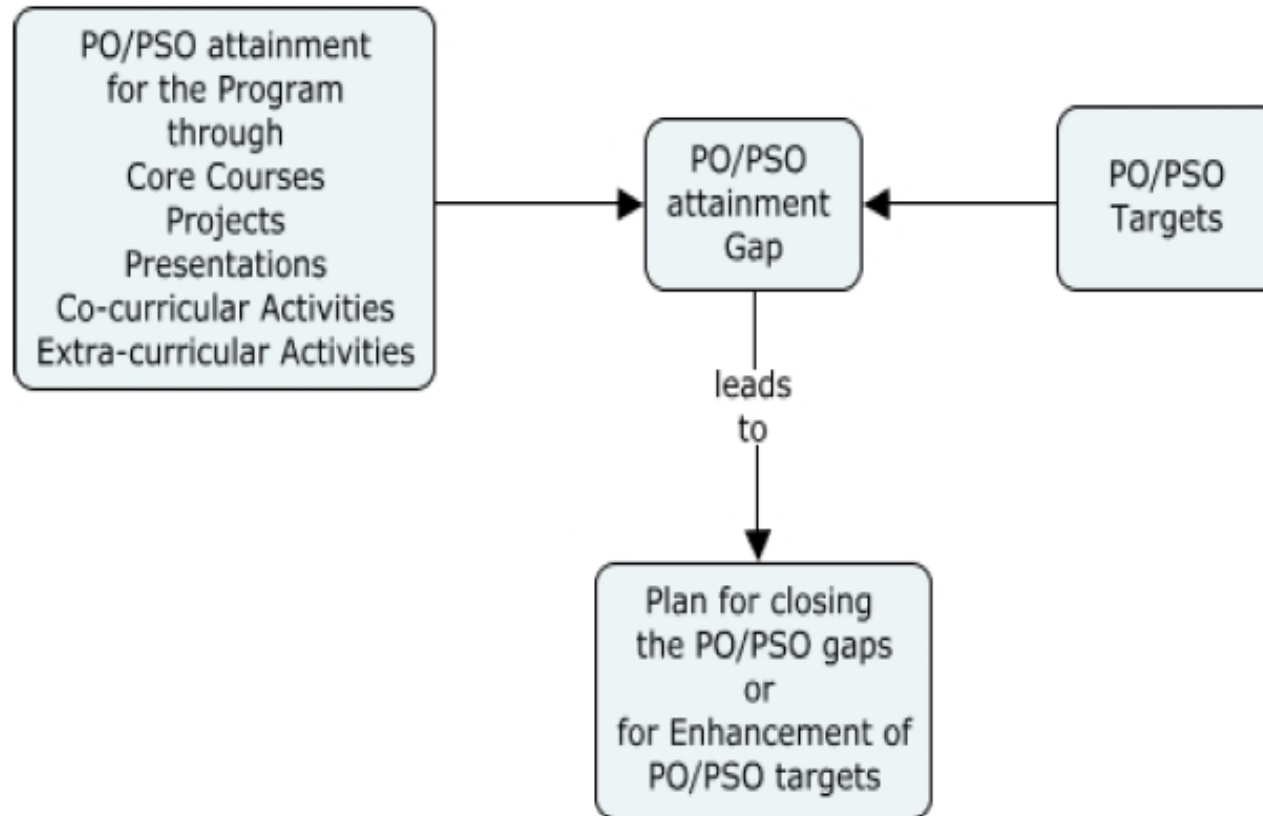 PO/PSO attainment
for the Program
through
Core Courses
Projects
Presentations
Co-curricular Activities
Extra-curricular Activities
PO/PSO
attainment
Gap
PO/PSO
Targets
leads
to
Plan for closing
the PO/PSO gaps
or
for Enhancement of
PO/PSO targets